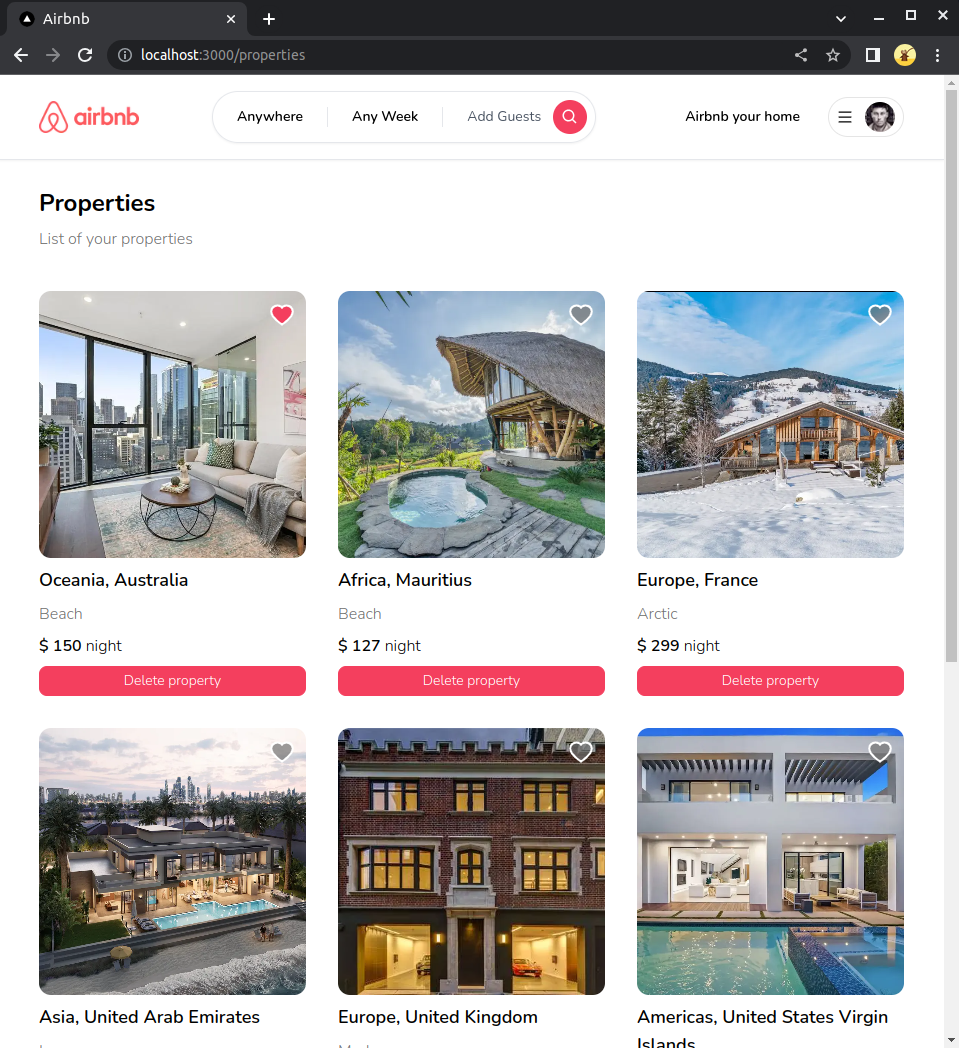 Airbnb
localhost:3000/properties
airbnb
Anywhere
Any Week
Add Guests
Airbnb your home
Properties
List of your properties
Oceania, Australia
Beach
$ 150 night
Delete property
Africa, Mauritius
Beach
$ 127 night
Delete property
Europe, France
Arctic
$ 299 night
Delete property
Asia, United Arab Emirates
Europe, United Kingdom
Americas, United States Virgin
Islands